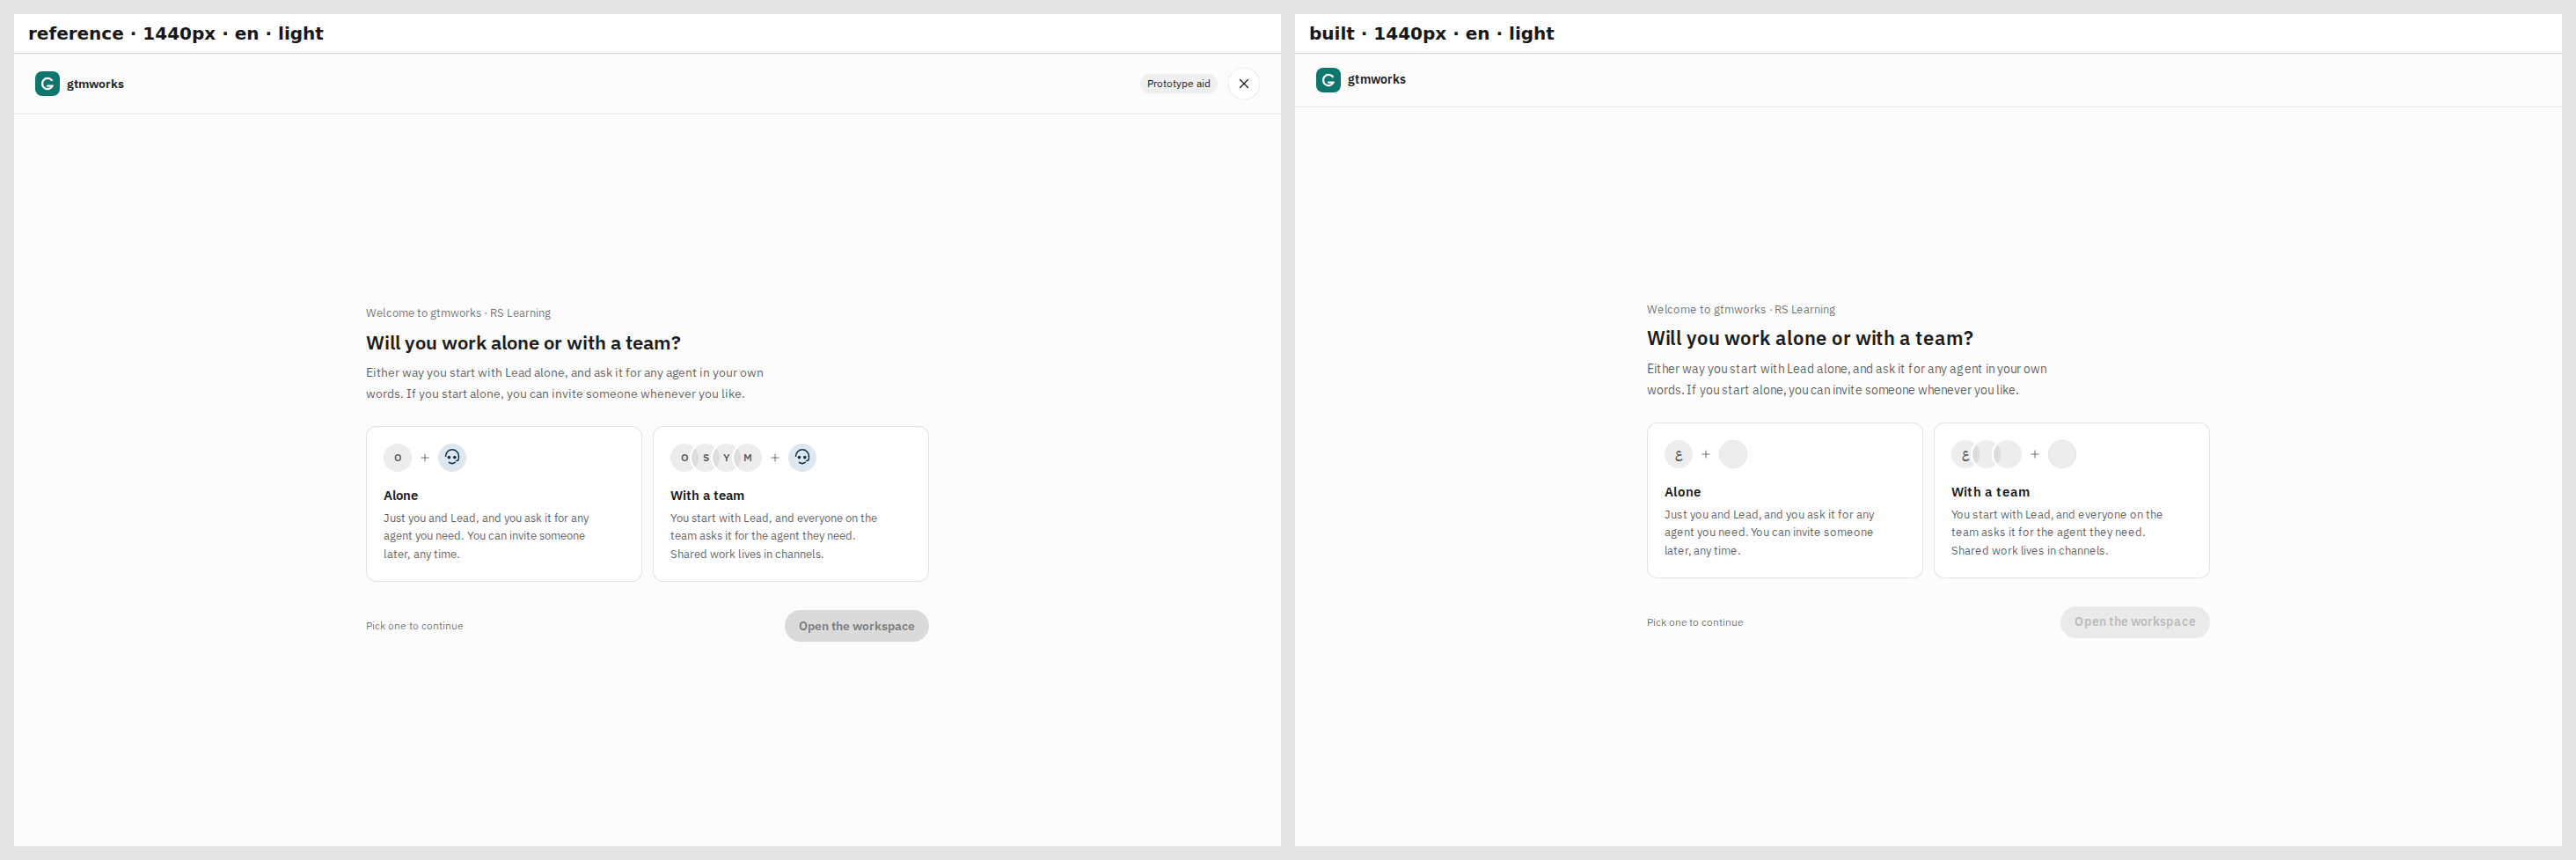 reference · 1440px · en · light
gtmworks
Prototype aid
Welcome to gtmworks · RS Learning
Will you work alone or with a team?
Either way you start with Lead alone, and ask it for any agent in your own
words. If you start alone, you can invite someone whenever you like.
O +
Alone
Just you and Lead, and you ask it for any
agent you need. You can invite someone
later, any time.
O S Y M +
With a team
You start with Lead, and everyone on the
team asks it for the agent they need.
Shared work lives in channels.
Pick one to continue
Open the workspace
built · 1440px · en · light
gtmworks
Welcome to gtmworks · RS Learning
Will you work alone or with a team?
Either way you start with Lead alone, and ask it for any agent in your own
words. If you start alone, you can invite someone whenever you like.
ع +
Alone
Just you and Lead, and you ask it for any
agent you need. You can invite someone
later, any time.
ع +
With a team
You start with Lead, and everyone on the
team asks it for the agent they need.
Shared work lives in channels.
Pick one to continue
Open the workspace